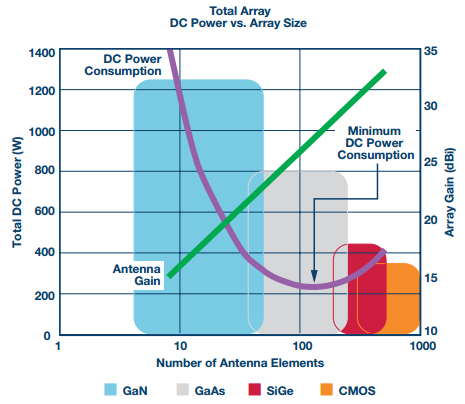 Total Array
DC Power vs. Array Size
1400
1200
1000
800
600
400
200
0
Total DC Power (W)
DC Power
Consumption
Antenna
Gain
Minimum
DC Power
Consumption
35
30
25
20
15
10
Array Gain (dBi)
1
10
100
1000
Number of Antenna Elements
GaN
GaAs
SiGe
CMOS